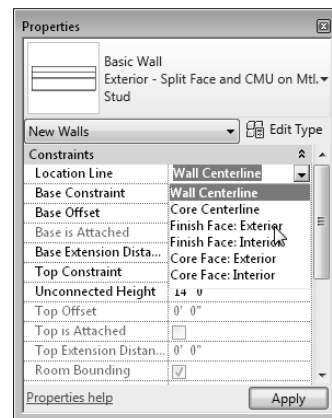 Properties
Basic Wall
Exterior - Split Face and CMU on Mtl.
Stud
New Walls
Edit Type
Constraints
Location Line Wall Centerline
Base Constraint Wall Centerline
Base Offset Core Centerline
Base is Attached Finish Face: Exterior
Base Extension Dista... Finish Face: Interior
Top Constraint Core Face: Exterior
Core Face: Interior
Unconnected Height 14' 0"
Top Offset 0' 0"
Top is Attached
Top Extension Distan... 0' 0"
Room Bounding
Properties help Apply